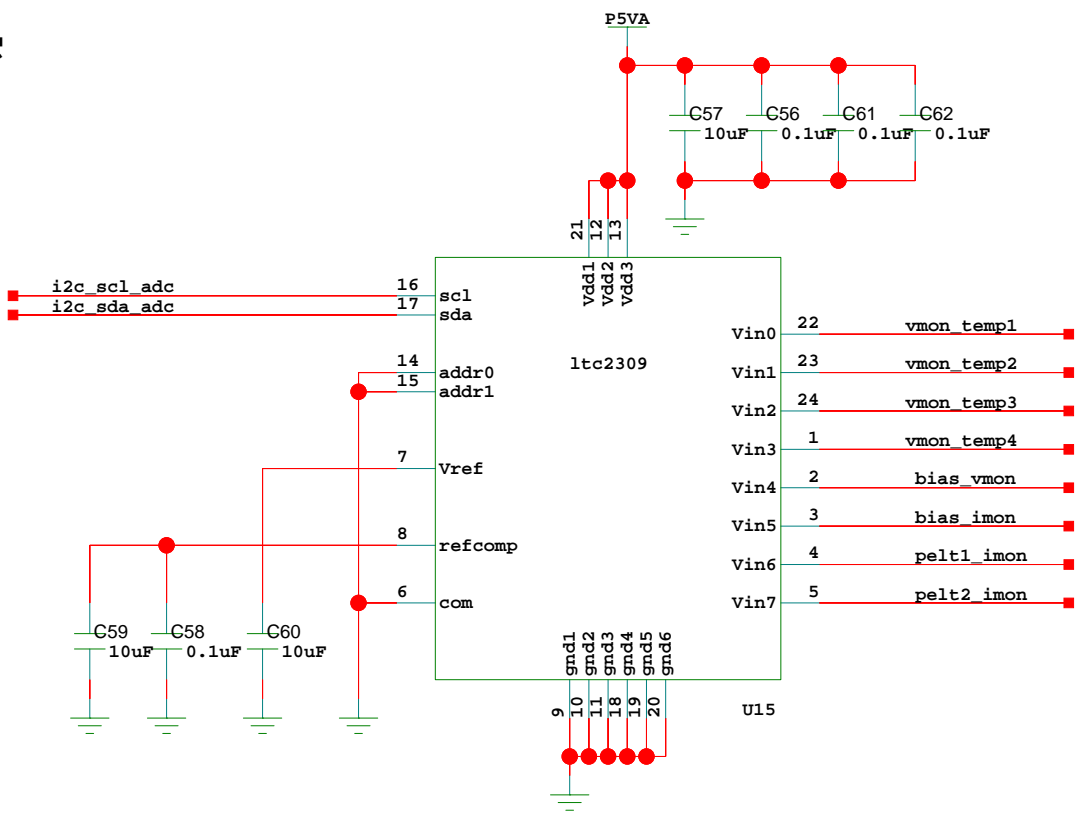 P5VA
C57
10uF
C56
0.1uF
C61
0.1uF
C62
0.1uF
21
12
13
Vdd1
Vdd2
Vdd3
i2c_scl_adc
16
scl
i2c_sda_adc
17
sda
ltc2309
14
addr0
15
addr1
7
Vref
8
refcomp
6
com
Vin0
22
vmon_temp1
Vin1
23
vmon_temp2
Vin2
24
vmon_temp3
Vin3
1
vmon_temp4
Vin4
2
bias_vmon
Vin5
3
bias_imon
Vin6
4
pelt1_imon
Vin7
5
pelt2_imon
C59
10uF
C58
0.1uF
C60
10uF
gnd1
gnd2
gnd3
gnd4
gnd5
gnd6
9
10
11
18
19
20
U15